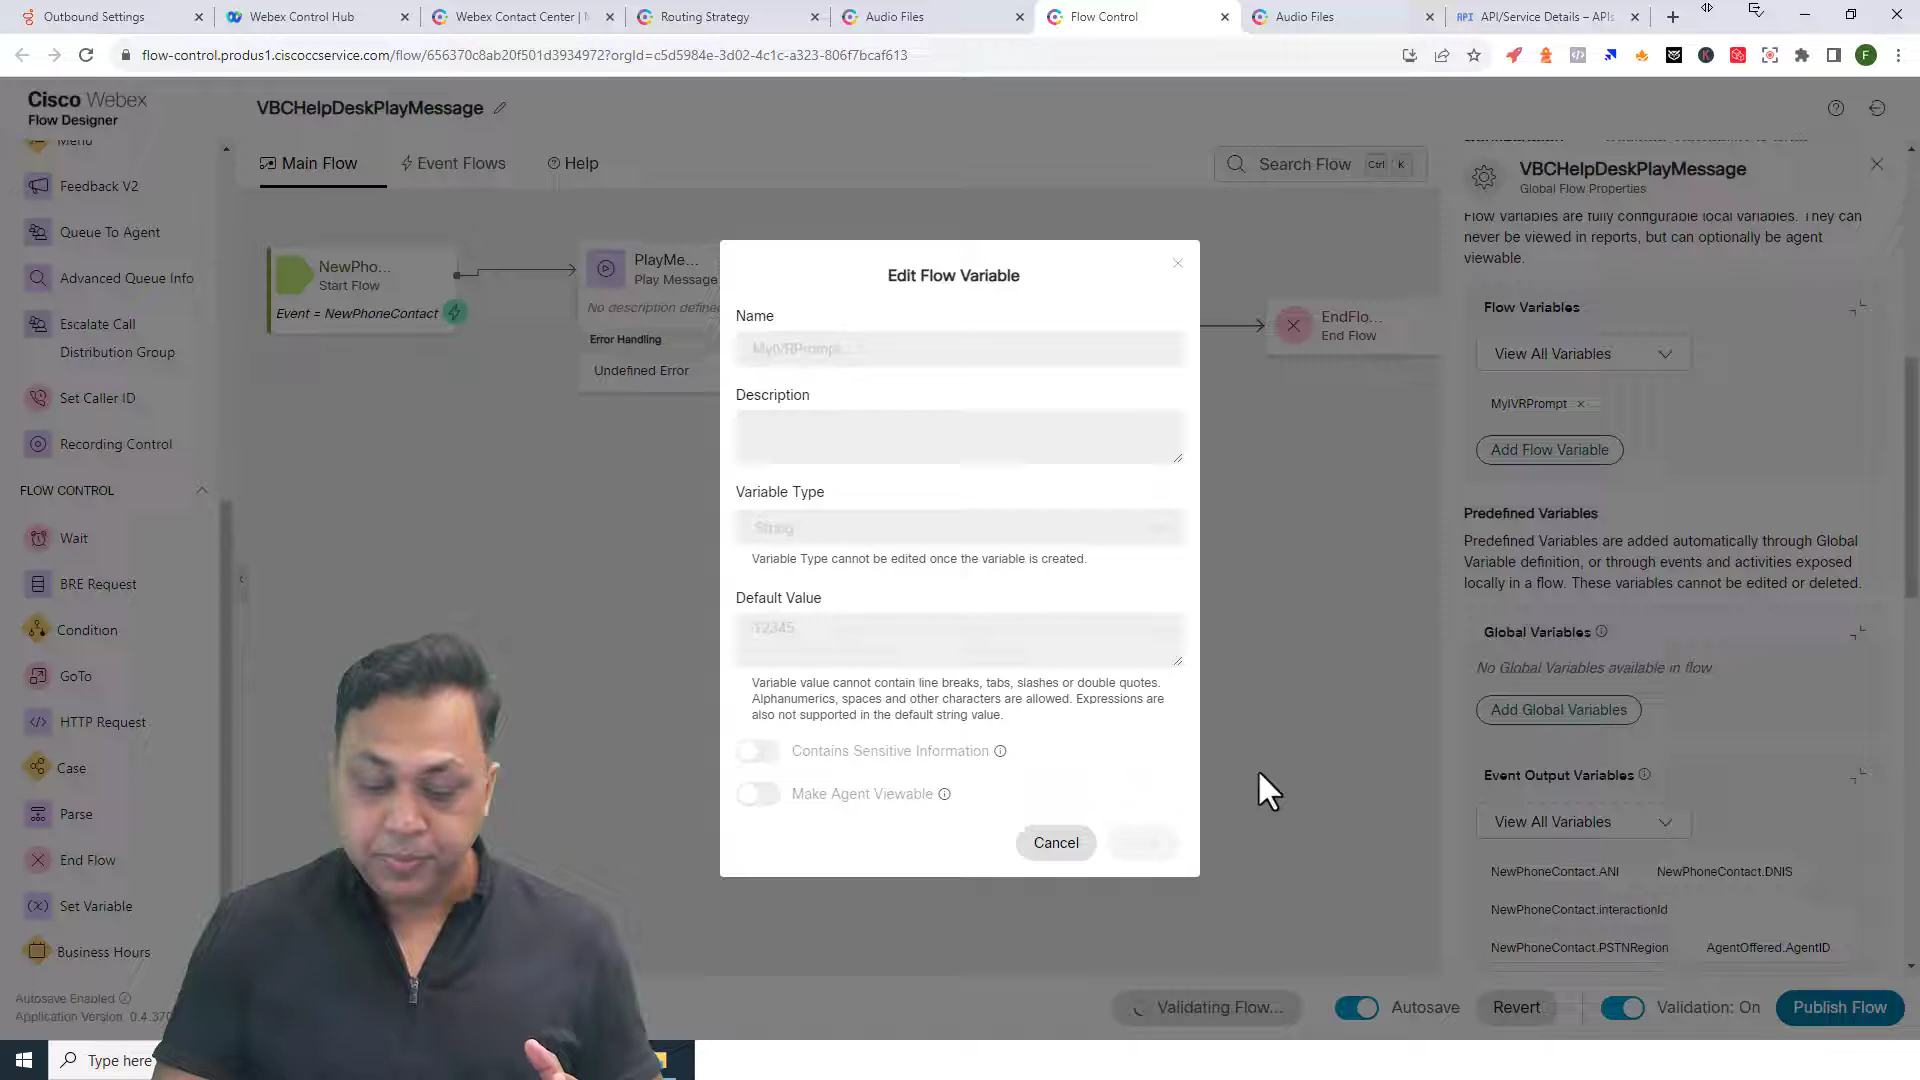 Outbound Settings
Webex Control Hub
Webex Contact Center |
Routing Strategy
Audio Files
Flow Control
Audio Files
API API/Service Details – APIs
flow-control.produs1.ciscoccservice.com/flow/656370c8ab20f501d3934972?orgId=c5d5984e-3d02-4c1c-a323-806f7bcaf613
F
Cisco Webex
Flow Designer
VBCHelpDeskPlayMessage
Menu
Feedback V2
Queue To Agent
Advanced Queue Info
Escalate Call
Distribution Group
Set Caller ID
Recording Control
FLOW CONTROL
Wait
BRE Request
Condition
GoTo
HTTP Request
Case
Parse
End Flow
Set Variable
Business Hours
Autosave Enabled
Application Version 0.4.370
Main Flow
Event Flows
Help
Search Flow Ctrl K
NewPho...
Start Flow
Event = NewPhoneContact
PlayMe...
Play Message
No description define
Error Handling
Undefined Error
EndFlo...
End Flow
Edit Flow Variable
Name
MyIVRPrompt
Description
Variable Type
String
Variable Type cannot be edited once the variable is created.
Default Value
12345
Variable value cannot contain line breaks, tabs, slashes or double quotes.
Alphanumerics, spaces and other characters are allowed. Expressions are
also not supported in the default string value.
Contains Sensitive Information
Make Agent Viewable
Cancel
VBCHelpDeskPlayMessage
Global Flow Properties
Flow Variables are fully configurable local variables. They can
never be viewed in reports, but can optionally be agent
viewable.
Flow Variables
View All Variables
MyIVRPrompt ×
Add Flow Variable
Predefined Variables
Predefined Variables are added automatically through Global
Variable definition, or through events and activities exposed
locally in a flow. These variables cannot be edited or deleted.
Global Variables
No Global Variables available in flow
Add Global Variables
Event Output Variables
View All Variables
NewPhoneContact.ANI
NewPhoneContact.DNIS
NewPhoneContact.interactionId
NewPhoneContact.PSTNRegion
AgentOffered.AgentID
Validating Flow...
Autosave
Revert
Validation: On
Publish Flow
Type here